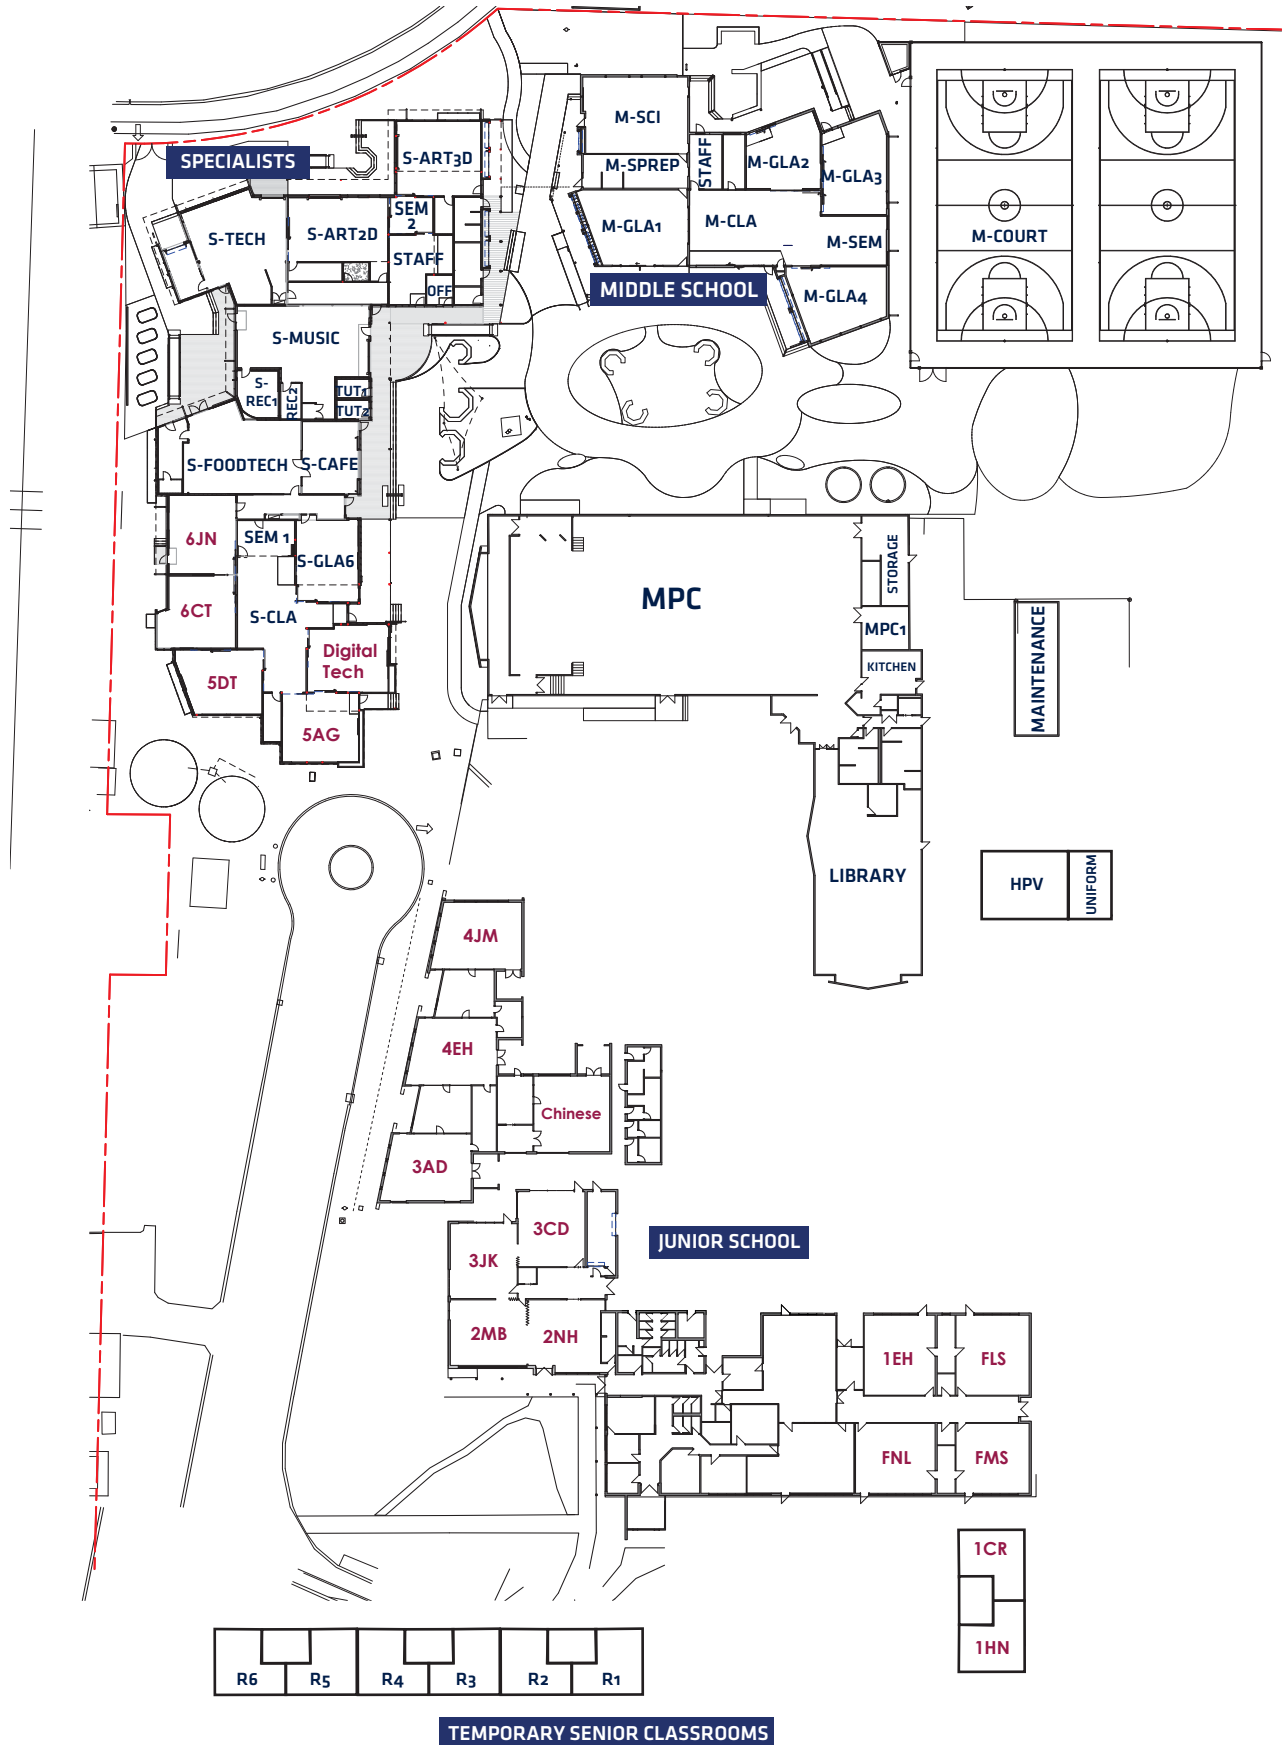 SPECIALISTS
S-ART3D
SEM
2
S-TECH
S-ART2D
STAFF
OFF
S-MUSIC
S-
REC1
REC2
TUT1
TUT2
S-FOODTECH
S-CAFE
6JN
SEM 1
S-GLA6
6CT
S-CLA
Digital
Tech
5DT
5AG
M-SCI
M-SPREP
STAFF
M-GLA2
M-GLA3
M-GLA1
M-CLA
M-SEM
MIDDLE SCHOOL
M-GLA4
M-COURT
MPC
STORAGE
MPC1
KITCHEN
MAINTENANCE
LIBRARY
HPV
UNIFORM
4JM
4EH
Chinese
3AD
3CD
3JK
JUNIOR SCHOOL
2MB
2NH
1EH
FLS
FNL
FMS
1CR
1HN
R6
R5
R4
R3
R2
R1
TEMPORARY SENIOR CLASSROOMS